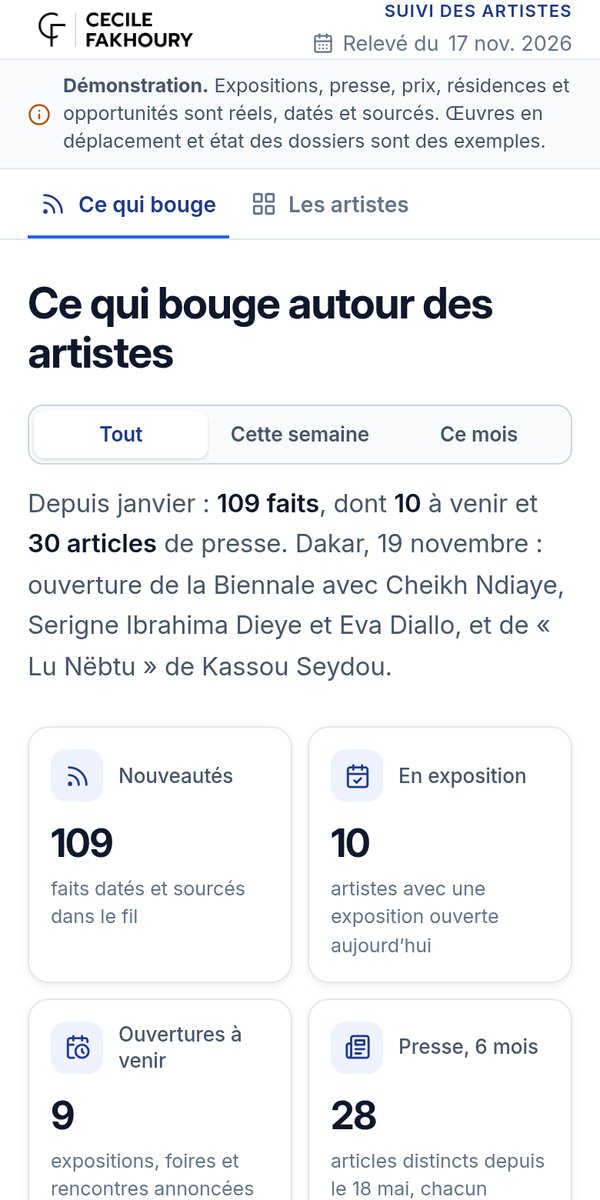 CECILE
FAKHOURY
SUIVI DES ARTISTES
Relevé du 17 nov. 2026
Démonstration. Expositions, presse, prix, résidences et
opportunités sont réels, datés et sourcés. Œuvres en
déplacement et état des dossiers sont des exemples.
Ce qui bouge
Les artistes
Ce qui bouge autour des
artistes
Tout
Cette semaine
Ce mois
Depuis janvier : 109 faits, dont 10 à venir et
30 articles de presse. Dakar, 19 novembre :
ouverture de la Biennale avec Cheikh Ndiaye,
Serigne Ibrahima Dieye et Eva Diallo, et de «
Lu Nëbtu » de Kassou Seydou.
Nouveautés
109
faits datés et sourcés
dans le fil
En exposition
10
artistes avec une
exposition ouverte
aujourd’hui
Ouvertures à
venir
9
expositions, foires et
rencontres annoncées
Presse, 6 mois
28
articles distincts depuis
le 18 mai, chacun